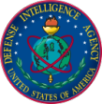 DEFENSE INTELLIGENCE AGENCY
UNITED STATES OF AMERICA